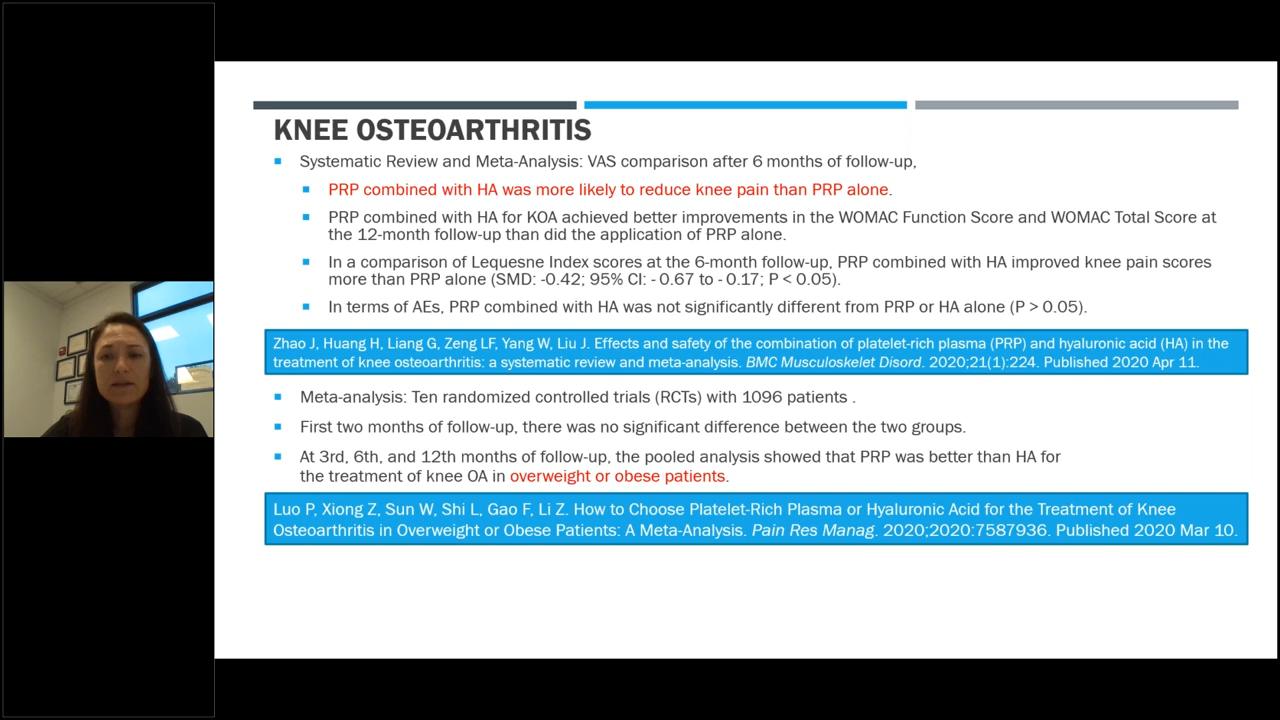 KNEE OSTEOARTHRITIS
Systematic Review and Meta-Analysis: VAS comparison after 6 months of follow-up,
PRP combined with HA was more likely to reduce knee pain than PRP alone.
PRP combined with HA for KOA achieved better improvements in the WOMAC Function Score and WOMAC Total Score at
the 12-month follow-up than did the application of PRP alone.
In a comparison of Lequesne Index scores at the 6-month follow-up, PRP combined with HA improved knee pain scores
more than PRP alone (SMD: -0.42; 95% CI: - 0.67 to - 0.17; P < 0.05).
In terms of AEs, PRP combined with HA was not significantly different from PRP or HA alone (P > 0.05).
Zhao J, Huang H, Liang G, Zeng LF, Yang W, Liu J. Effects and safety of the combination of platelet-rich plasma (PRP) and hyaluronic acid (HA) in the
treatment of knee osteoarthritis: a systematic review and meta-analysis. BMC Musculoskelet Disord. 2020;21(1):224. Published 2020 Apr 11.
Meta-analysis: Ten randomized controlled trials (RCTs) with 1096 patients .
First two months of follow-up, there was no significant difference between the two groups.
At 3rd, 6th, and 12th months of follow-up, the pooled analysis showed that PRP was better than HA for
the treatment of knee OA in overweight or obese patients.
Luo P, Xiong Z, Sun W, Shi L, Gao F, Li Z. How to Choose Platelet-Rich Plasma or Hyaluronic Acid for the Treatment of Knee
Osteoarthritis in Overweight or Obese Patients: A Meta-Analysis. Pain Res Manag. 2020;2020:7587936. Published 2020 Mar 10.